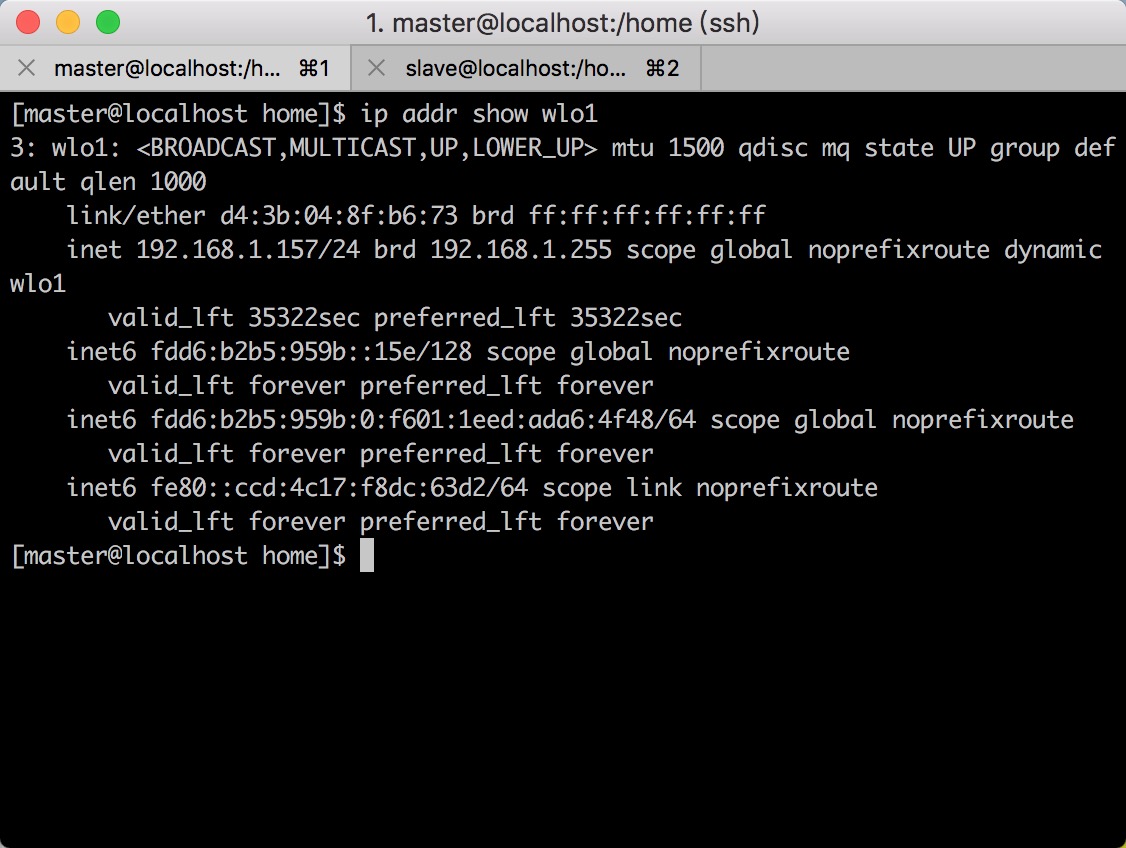 1. master@localhost:/home (ssh)
master@localhost:/h... ⌘1 slave@localhost:/ho... ⌘2
[master@localhost home]$ ip addr show wlo1
3: wlo1: <BROADCAST,MULTICAST,UP,LOWER_UP> mtu 1500 qdisc mq state UP group def
ault qlen 1000
    link/ether d4:3b:04:8f:b6:73 brd ff:ff:ff:ff:ff:ff
    inet 192.168.1.157/24 brd 192.168.1.255 scope global noprefixroute dynamic
wlo1
       valid_lft 35322sec preferred_lft 35322sec
    inet6 fdd6:b2b5:959b::15e/128 scope global noprefixroute
       valid_lft forever preferred_lft forever
    inet6 fdd6:b2b5:959b:0:f601:1eed:ada6:4f48/64 scope global noprefixroute
       valid_lft forever preferred_lft forever
    inet6 fe80::ccd:4c17:f8dc:63d2/64 scope link noprefixroute
       valid_lft forever preferred_lft forever
[master@localhost home]$